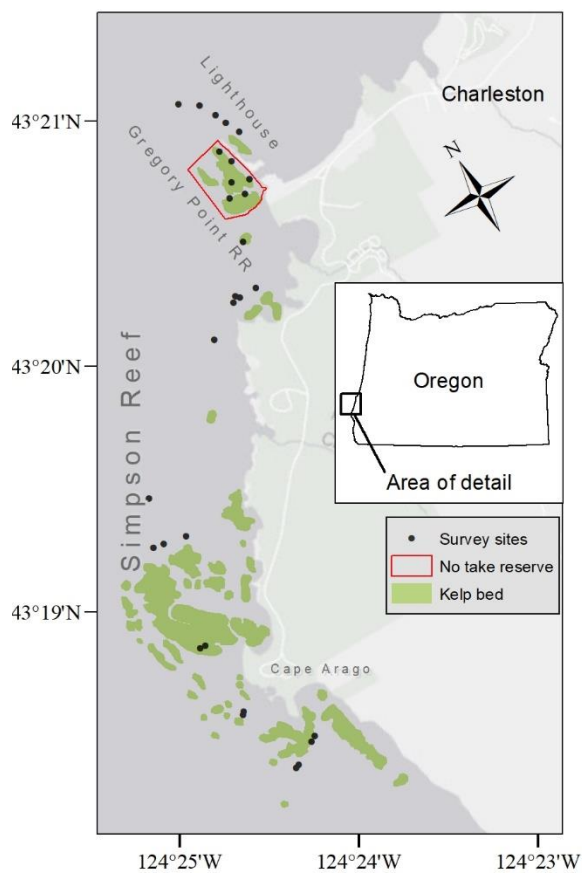 Lighthouse
Charleston
43°21'N
Gregory Point RR
N
43°20'N
Simpson Reef
Oregon
Area of detail
Survey sites
No take reserve
Kelp bed
43°19'N
Cape Arago
124°25'W
124°24'W
124°23'W